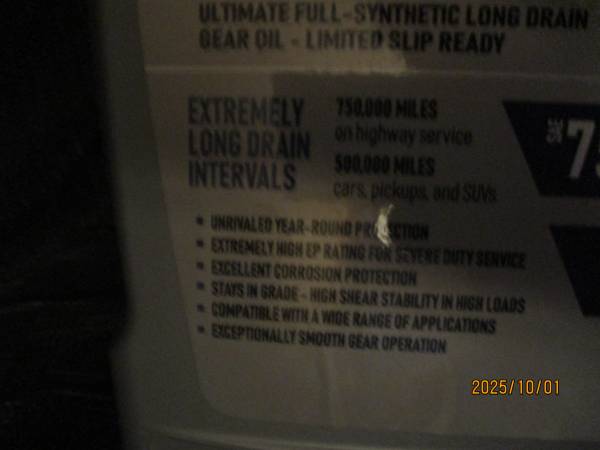 ULTIMATE FULL-SYNTHETIC LONG DRAIN
GEAR OIL - LIMITED SLIP READY
EXTREMELY
LONG DRAIN
INTERVALS
750,000 MILES
on highway service
500,000 MILES
cars, pickups, and SUVs
SAE 75
• UNRIVALED YEAR-ROUND PROTECTION
• EXTREMELY HIGH EP RATING FOR SEVERE DUTY SERVICE
• EXCELLENT CORROSION PROTECTION
• STAYS IN GRADE - HIGH SHEAR STABILITY IN HIGH LOADS
• COMPATIBLE WITH A WIDE RANGE OF APPLICATIONS
• EXCEPTIONALLY SMOOTH GEAR OPERATION
2025/10/01